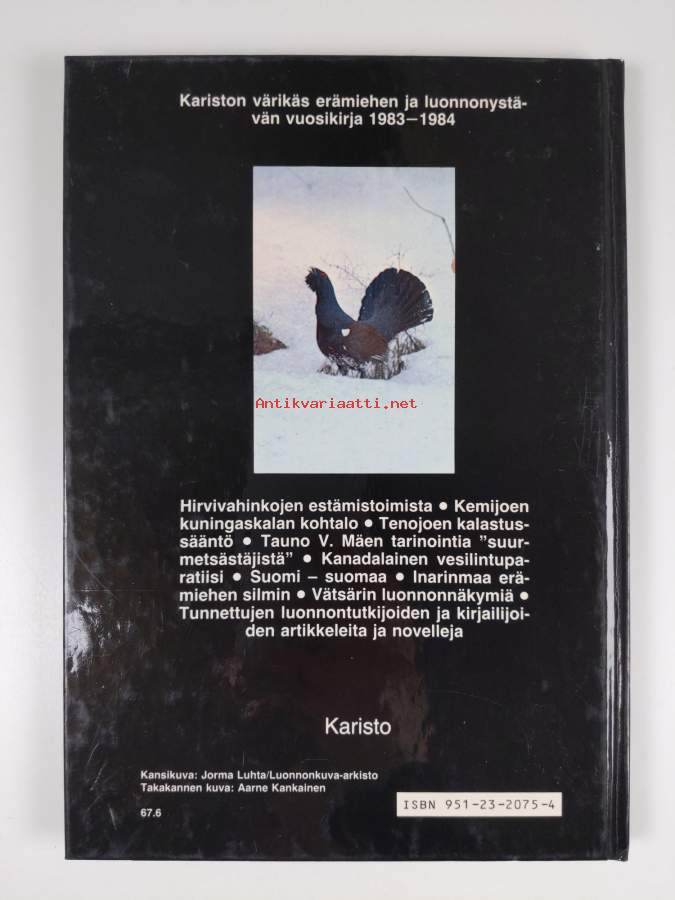 Kariston värikäs erämiehen ja luonnonystä-
vän vuosikirja 1983–1984
Antikvariaatti.net
Hirvivahinkojen estämistoimista ● Kemijoen
kuningaskalan kohtalo ● Tenojoen kalastus-
sääntö ● Tauno V. Mäen tarinointia ”suur-
metsästäjistä” ● Kanadalainen vesilintupa-
ratiisi ● Suomi – suomaa ● Inarinmaa erä-
miehen silmin ● Vätsärin luonnonnäkymiä ●
Tunnettujen luonnontutkijoiden ja kirjailijoi-
den artikkeleita ja novelleja
Karisto
Kansikuva: Jorma Luhta/Luonnonkuva-arkisto
Takakannen kuva: Aarne Kankainen
67.6
ISBN 951-23-2075-4